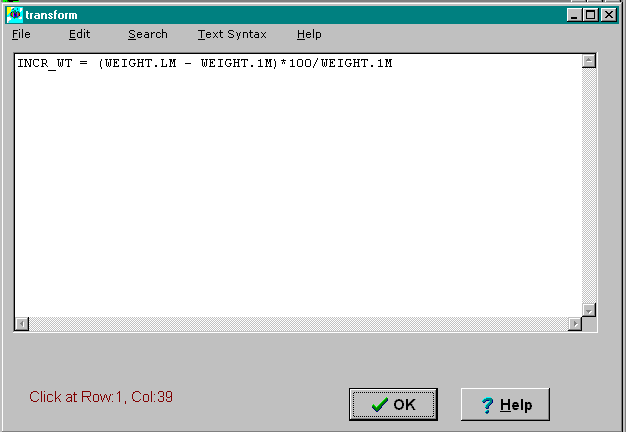 transform
File Edit Search Text Syntax Help
INCR_WT = (WEIGHT.LM - WEIGHT.1M)*100/WEIGHT.1M
Click at Row:1, Col:39
OK
? Help